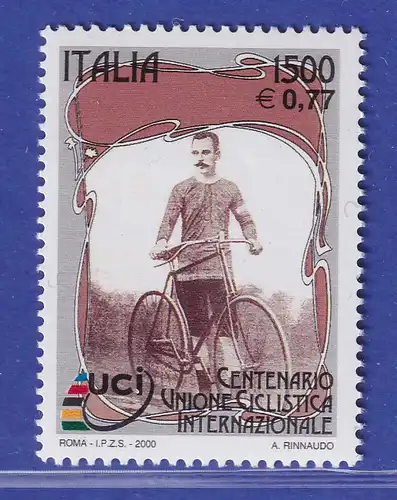 ITALIA 1500
€ 0,77
uci
CENTENARIO
UNIONE CICLISTICA
INTERNAZIONALE
ROMA - I.P.Z.S. - 2000 A. RINNAUDO